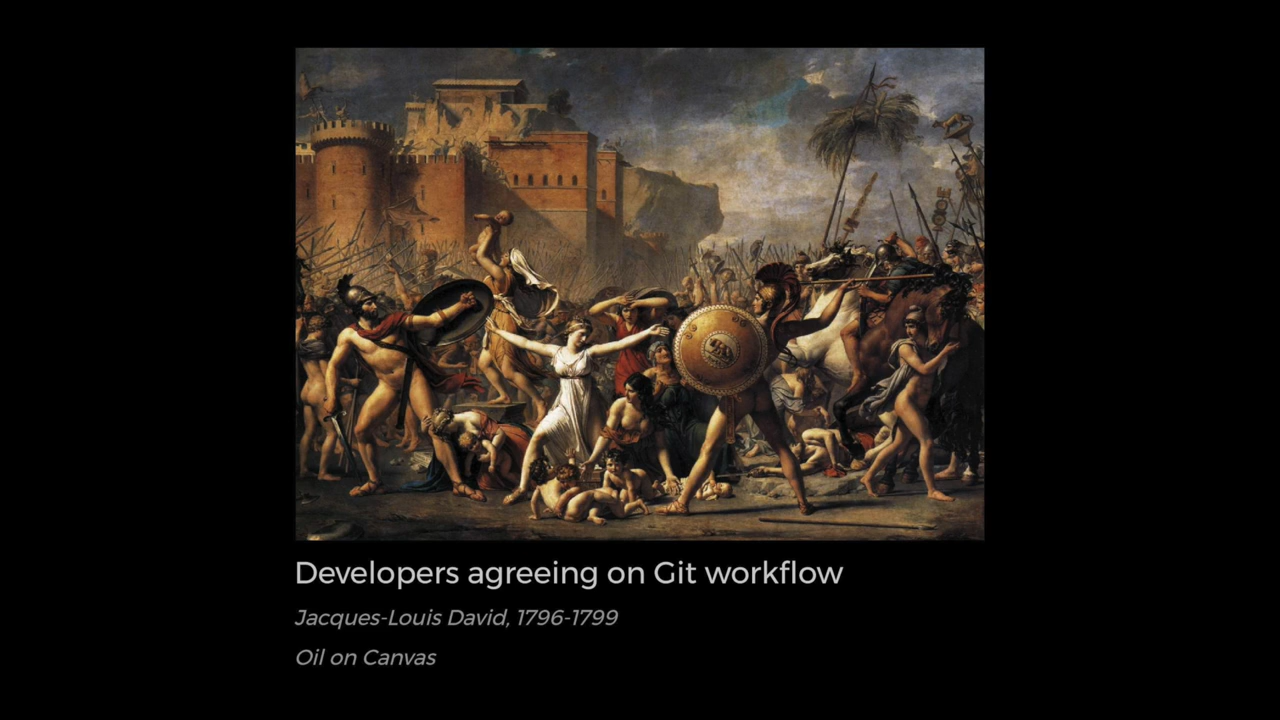 Developers agreeing on Git workflow
Jacques-Louis David, 1796-1799
Oil on Canvas